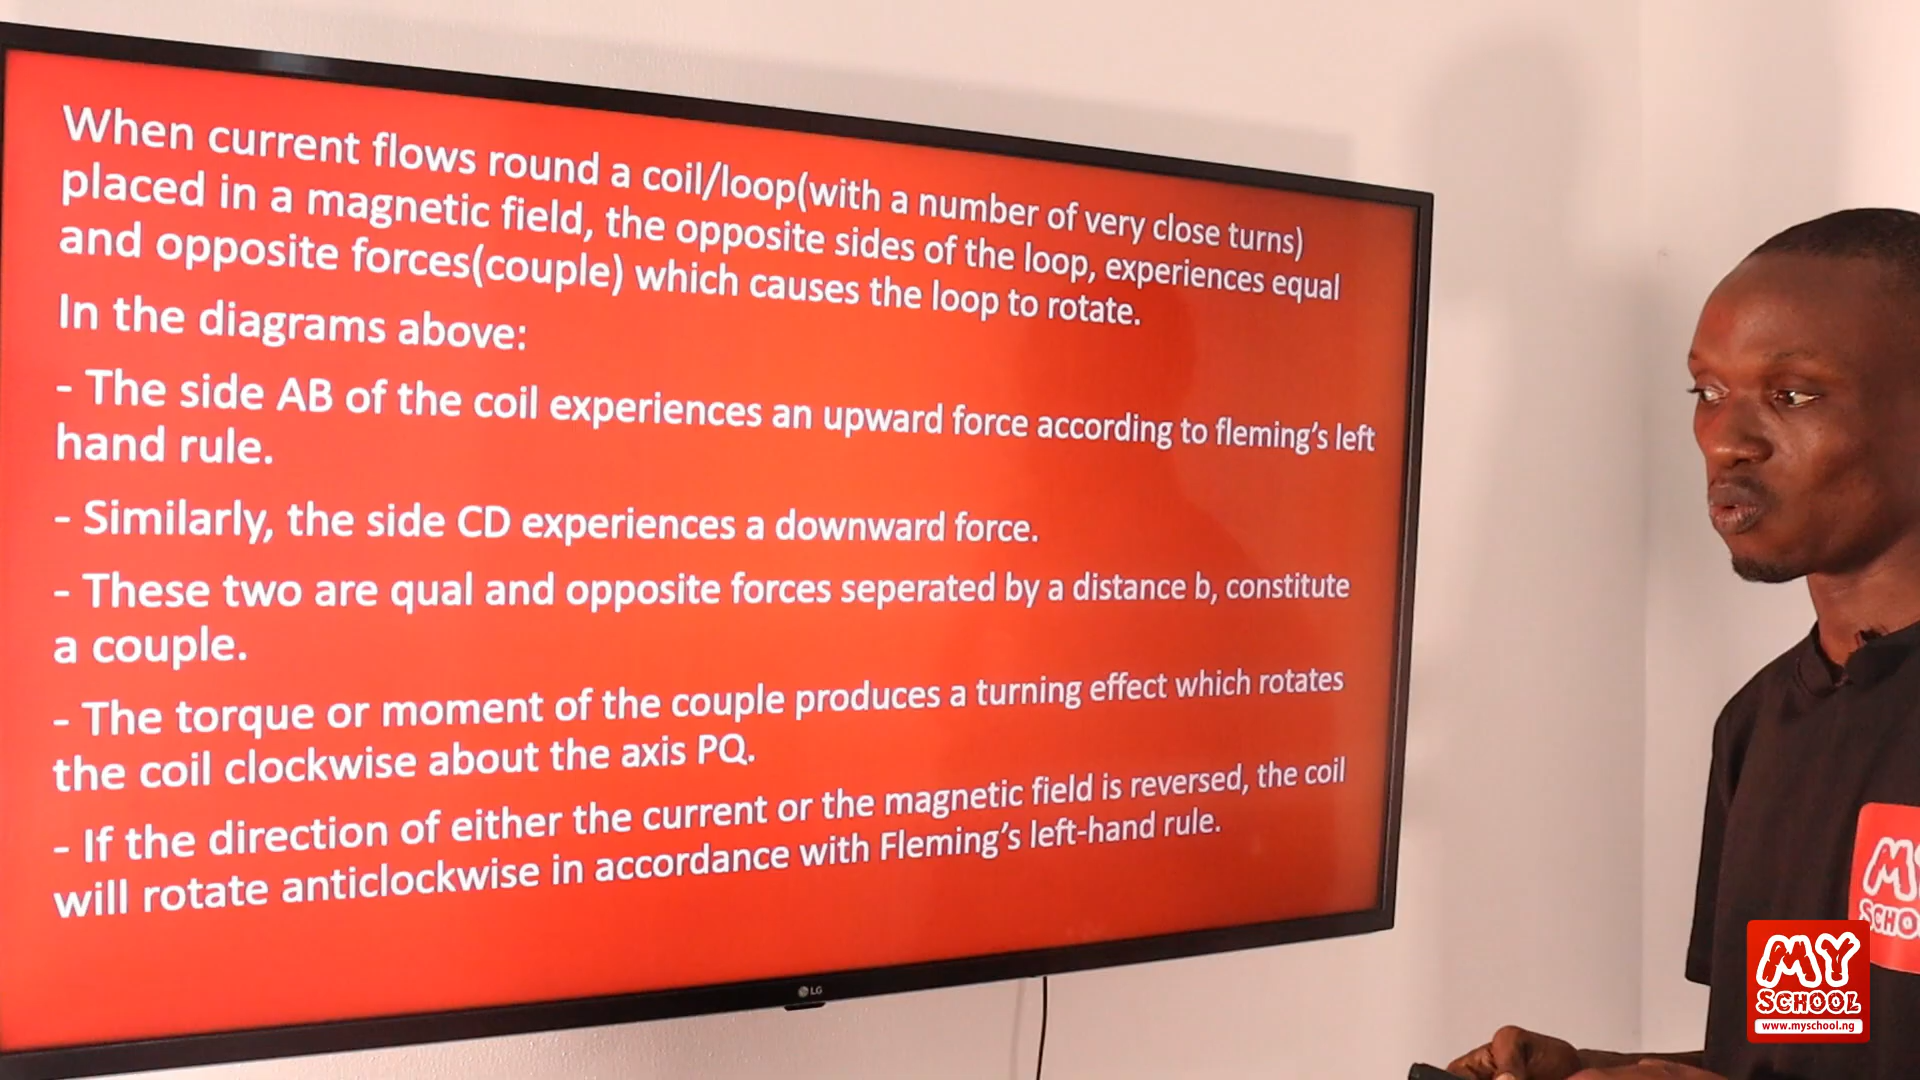 When current flows round a coil/loop(with a number of very close turns)
placed in a magnetic field, the opposite sides of the loop, experiences equal
and opposite forces(couple) which causes the loop to rotate.
In the diagrams above:
- The side AB of the coil experiences an upward force according to fleming's left
hand rule.
- Similarly, the side CD experiences a downward force.
- These two are qual and opposite forces seperated by a distance b, constitute
a couple.
- The torque or moment of the couple produces a turning effect which rotates
the coil clockwise about the axis PQ.
- If the direction of either the current or the magnetic field is reversed, the coil
will rotate anticlockwise in accordance with Fleming's left-hand rule.
LG
MY
SCHOOL
www.myschool.ng